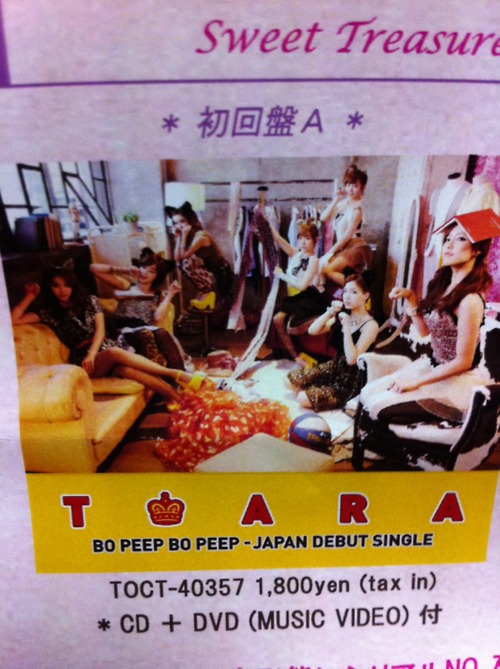 Sweet Treasure
* 初回盤A *
T ARA
BO PEEP BO PEEP - JAPAN DEBUT SINGLE
TOCT-40357 1,800yen (tax in)
* CD + DVD (MUSIC VIDEO) 付